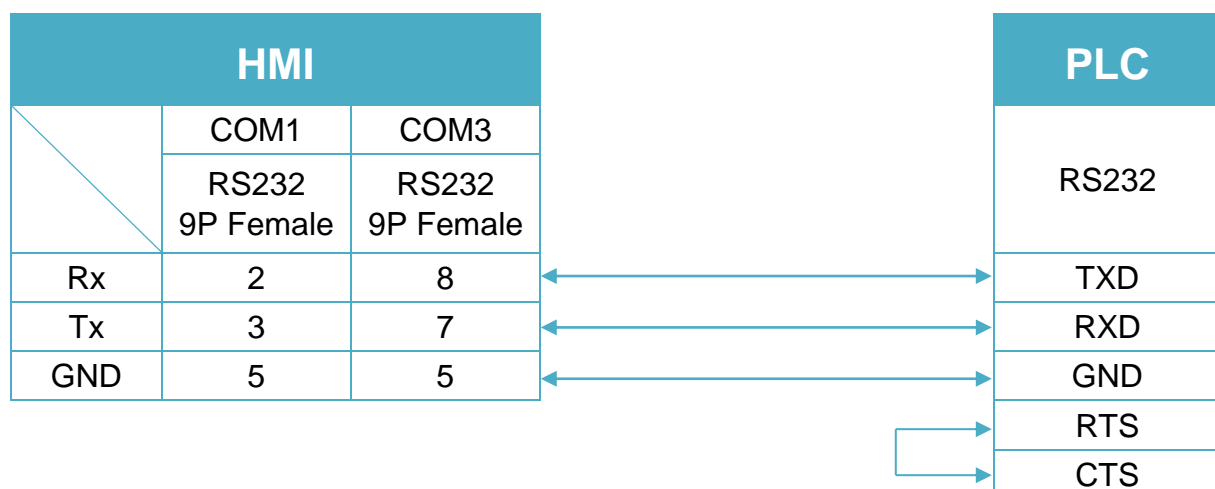 HMI PLC
COM1 COM3
RS232 RS232 RS232
9P Female 9P Female
Rx 2 8 TXD
Tx 3 7 RXD
GND 5 5 GND
RTS
CTS